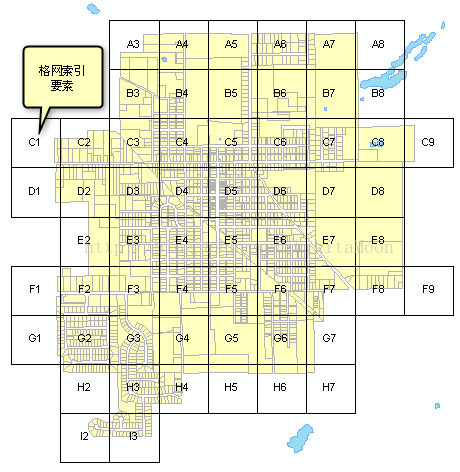 A3 A4 A5 A6 A7 A8
格网索引
要素
B3 B4 B5 B6 B7 B8
C1 C2 C3 C4 C5 C6 C7 C8 C9
D1 D2 D3 D4 D5 D6 D7 D8
E2 E3 E4 E5 E6 E7 E8
F1 F2 F3 F4 F5 F6 F7 F8 F9
G1 G2 G3 G4 G5 G6 G7
H2 H3 H4 H5 H6 H7
I2 I3